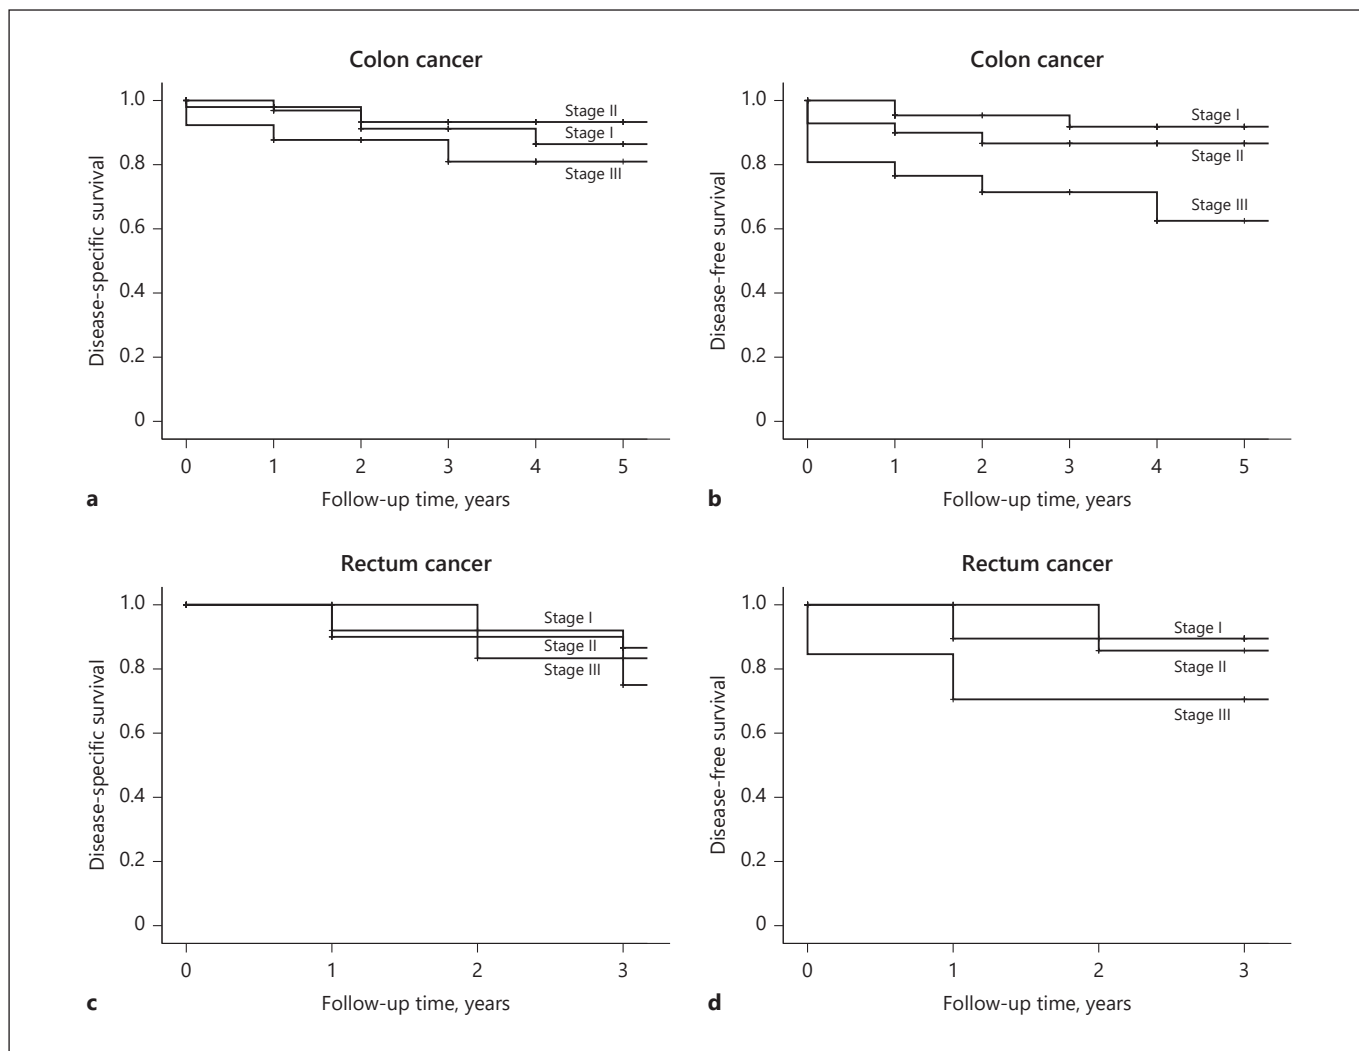 Colon cancer
Disease-specific survival
1.0
0.8
0.6
0.4
0.2
0
Stage II
Stage I
Stage III
0 1 2 3 4 5
Follow-up time, years
a
Colon cancer
Disease-free survival
1.0
0.8
0.6
0.4
0.2
0
Stage I
Stage II
Stage III
0 1 2 3 4 5
Follow-up time, years
b
Rectum cancer
Disease-specific survival
1.0
0.8
0.6
0.4
0.2
0
Stage I
Stage II
Stage III
0 1 2 3
Follow-up time, years
c
Rectum cancer
Disease-free survival
1.0
0.8
0.6
0.4
0.2
0
Stage I
Stage II
Stage III
0 1 2 3
Follow-up time, years
d